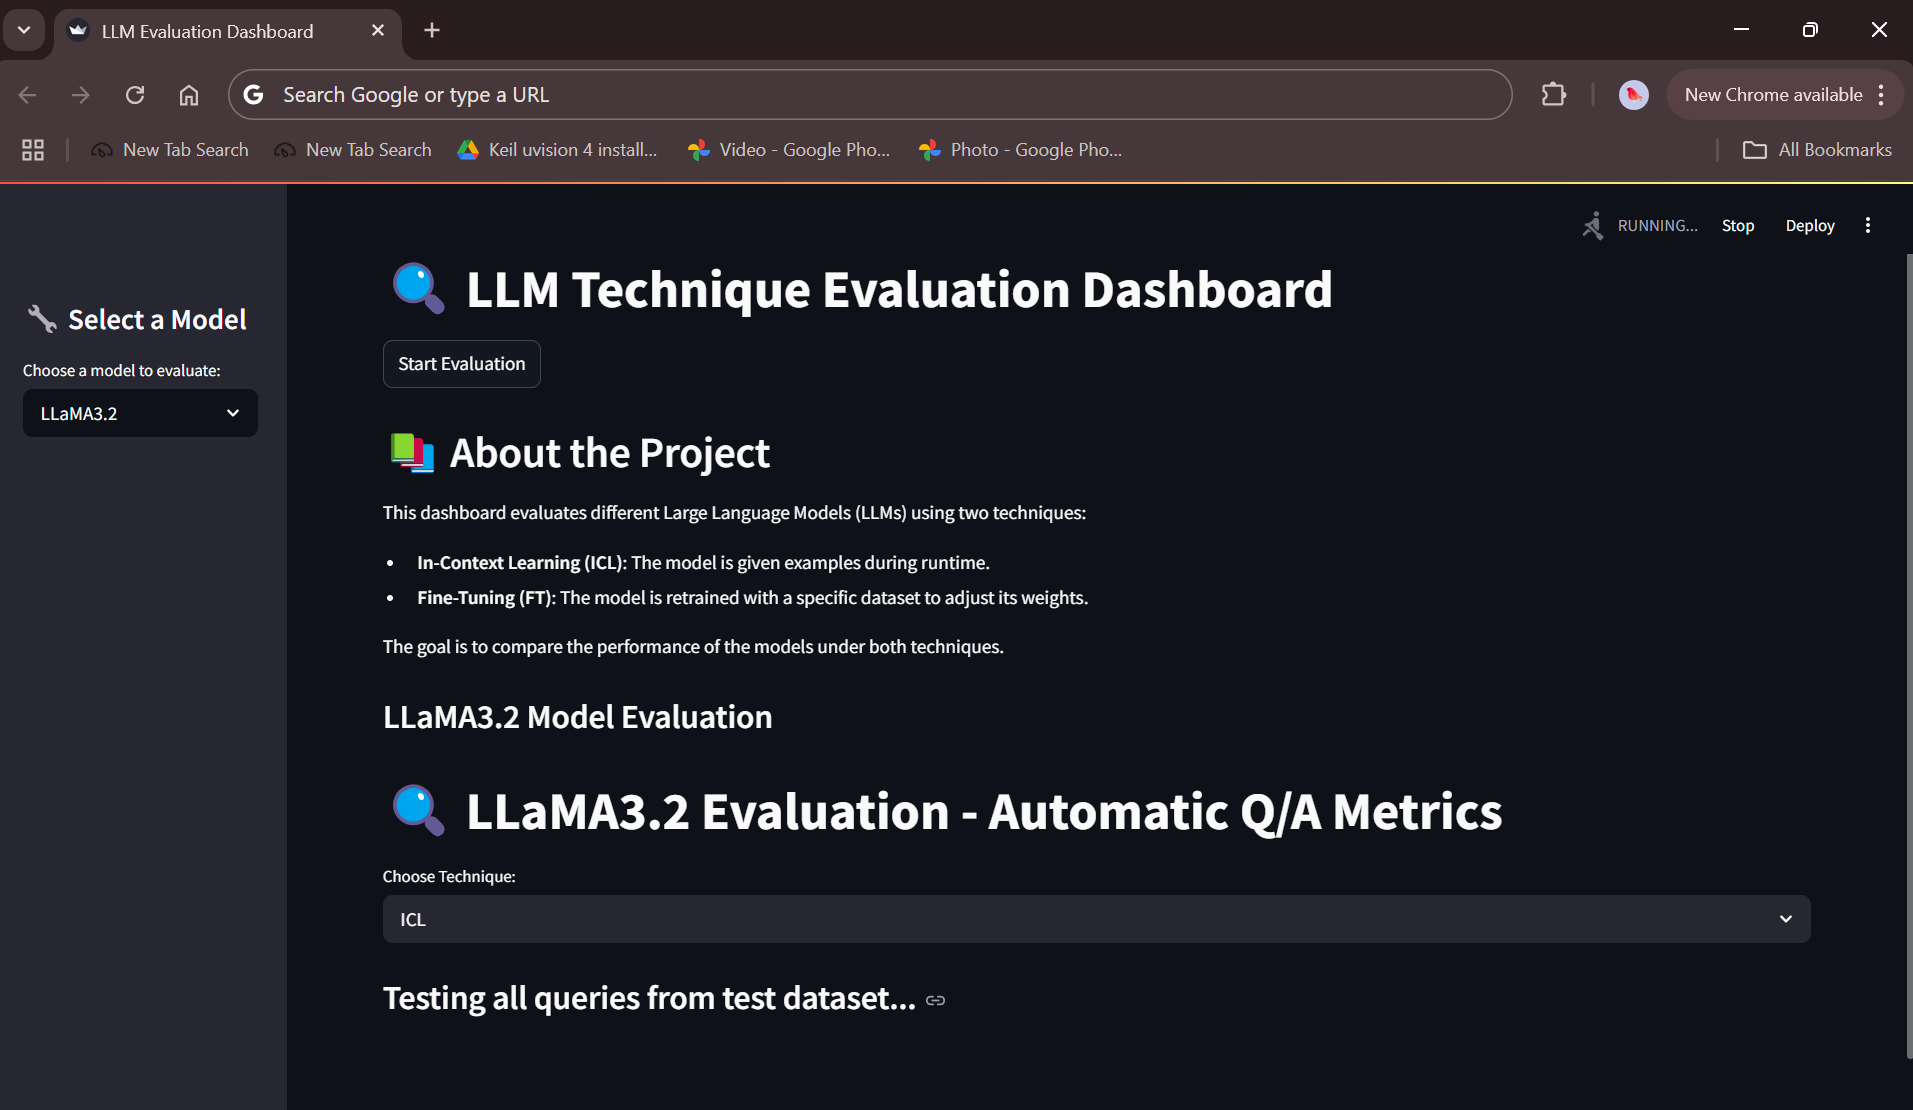 LLM Evaluation Dashboard
Search Google or type a URL
New Chrome available
New Tab Search
New Tab Search
Keil uvision 4 install...
Video - Google Pho...
Photo - Google Pho...
All Bookmarks
RUNNING...
Stop
Deploy
Select a Model
Choose a model to evaluate:
LLaMA3.2
LLM Technique Evaluation Dashboard
Start Evaluation
About the Project
This dashboard evaluates different Large Language Models (LLMs) using two techniques:
• In-Context Learning (ICL): The model is given examples during runtime.
• Fine-Tuning (FT): The model is retrained with a specific dataset to adjust its weights.
The goal is to compare the performance of the models under both techniques.
LLaMA3.2 Model Evaluation
LLaMA3.2 Evaluation - Automatic Q/A Metrics
Choose Technique:
ICL
Testing all queries from test dataset...